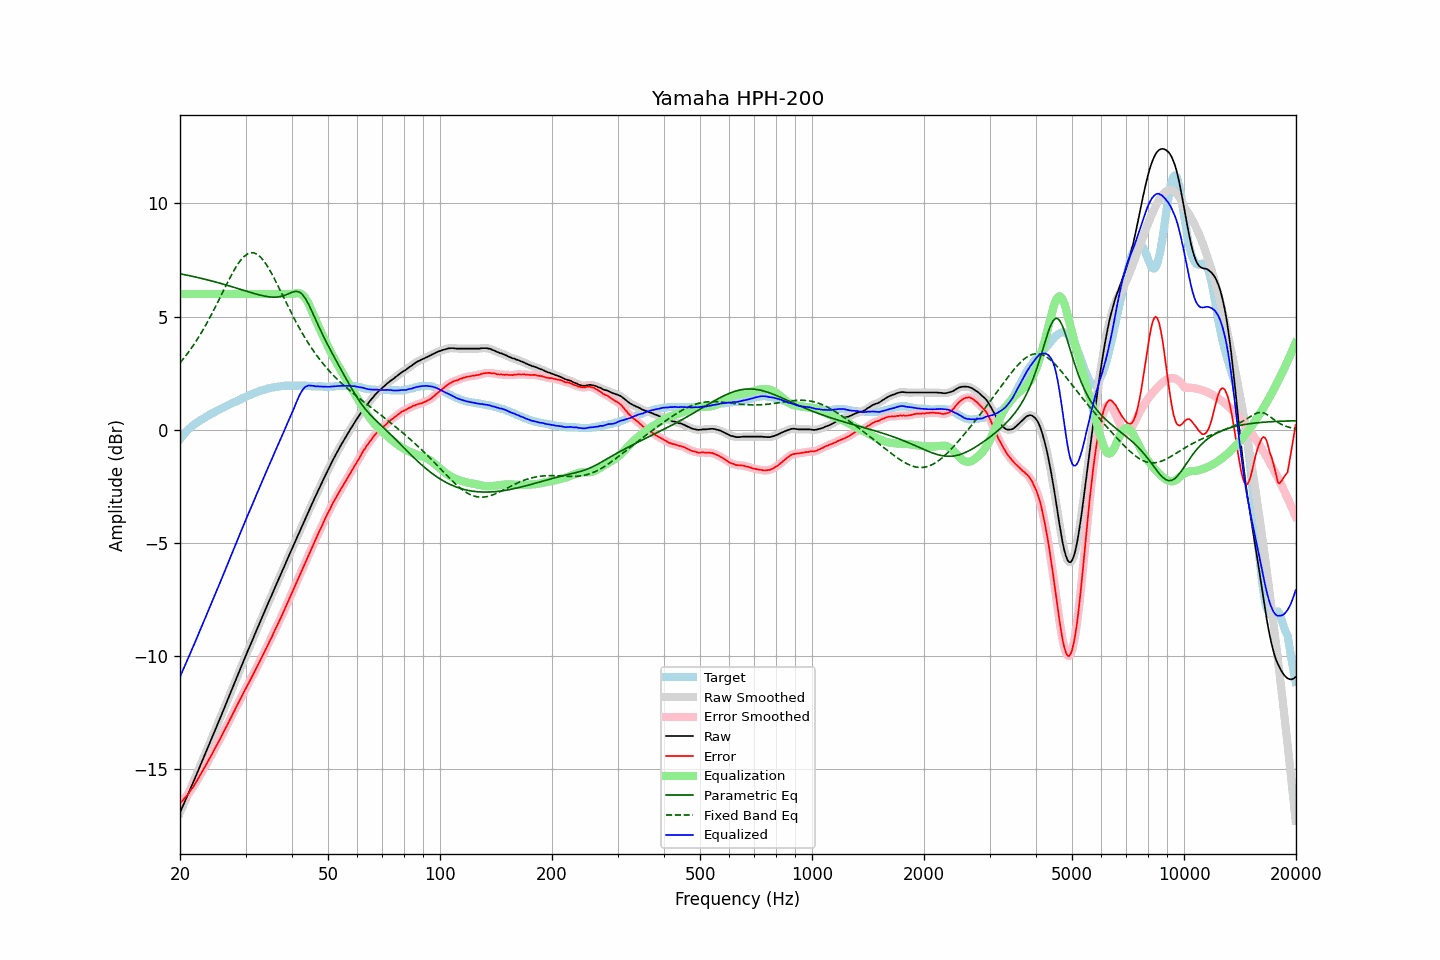 Yamaha HPH-200
Amplitude (dBr)
10
5
0
−5
−10
−15
Target
Raw Smoothed
Error Smoothed
Raw
Error
Equalization
Parametric Eq
Fixed Band Eq
Equalized
20
50
100
200
500
1000
2000
5000
10000
20000
Frequency (Hz)